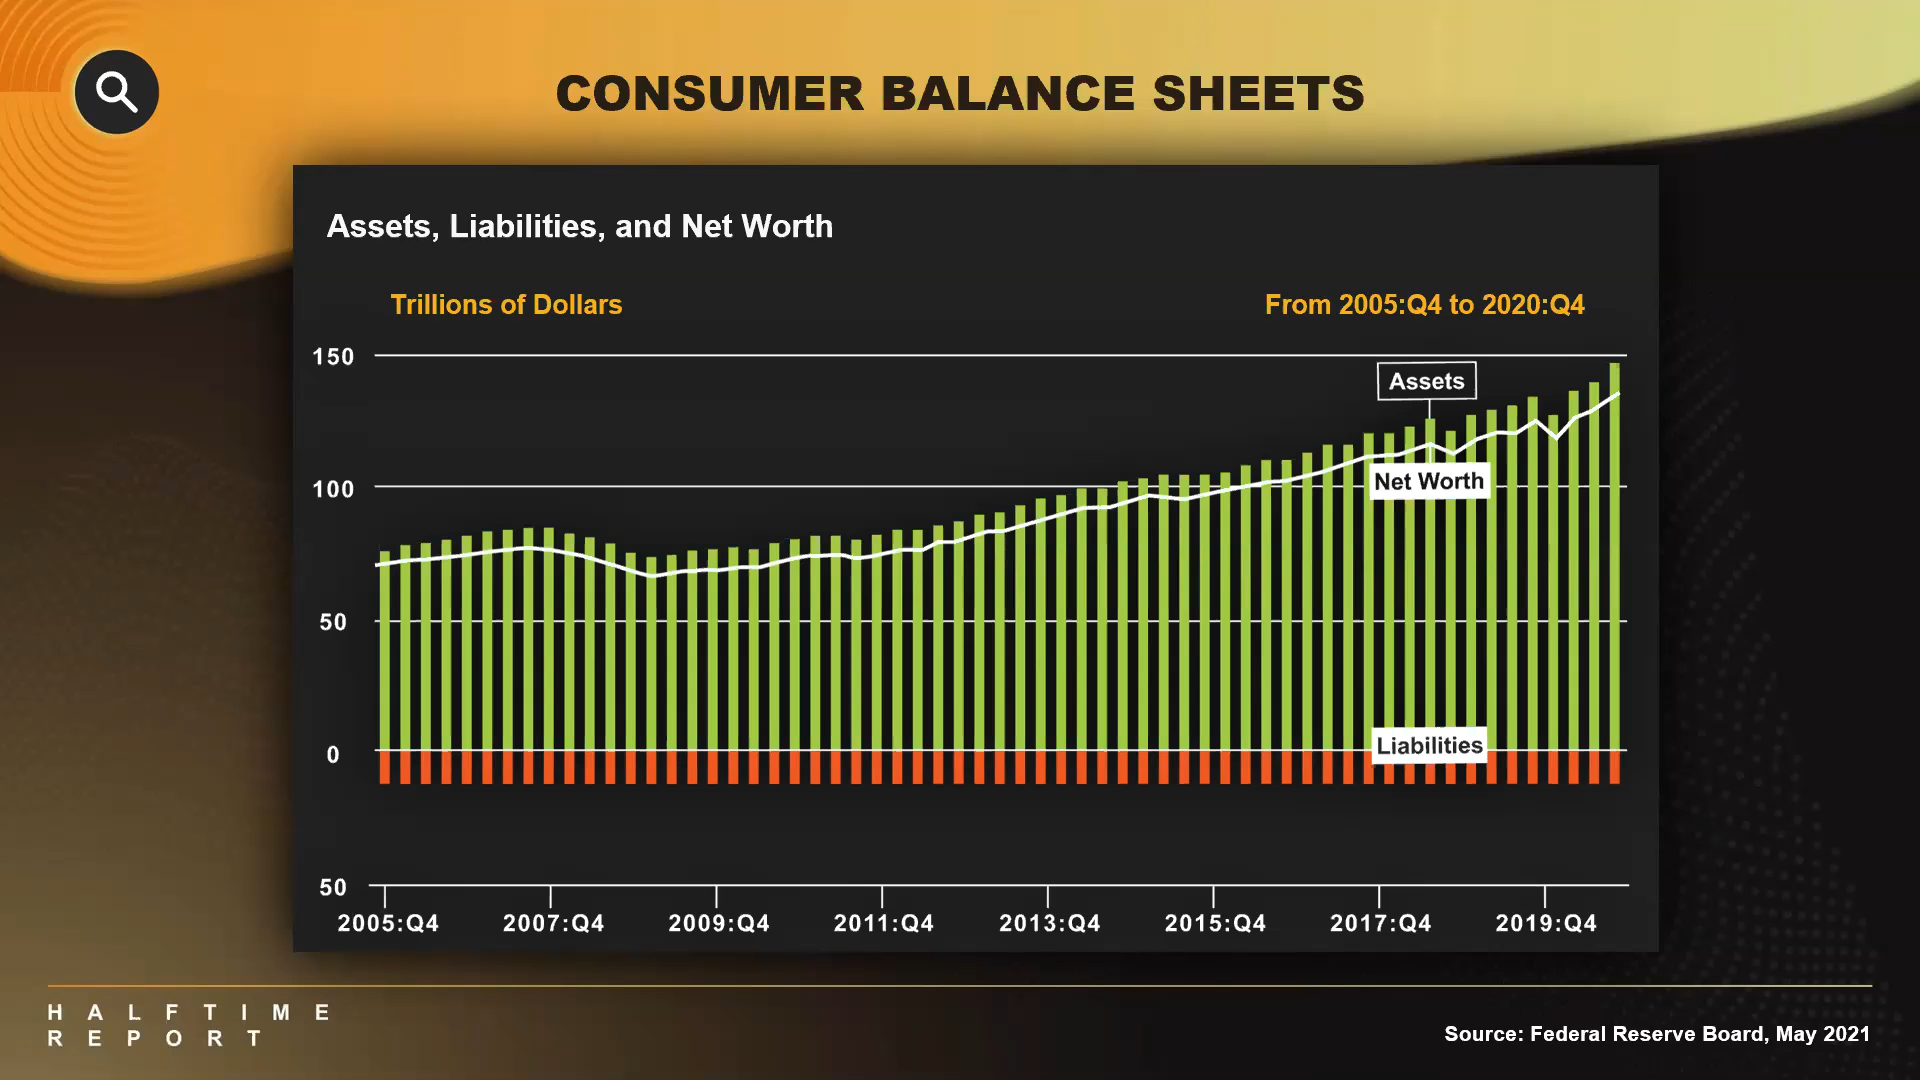 CONSUMER BALANCE SHEETS
Assets, Liabilities, and Net Worth
Trillions of Dollars
From 2005:Q4 to 2020:Q4
150
Assets
Net Worth
100
50
Liabilities
0
50
2005:Q4 2007:Q4 2009:Q4 2011:Q4 2013:Q4 2015:Q4 2017:Q4 2019:Q4
HALFTIME
REPORT
Source: Federal Reserve Board, May 2021